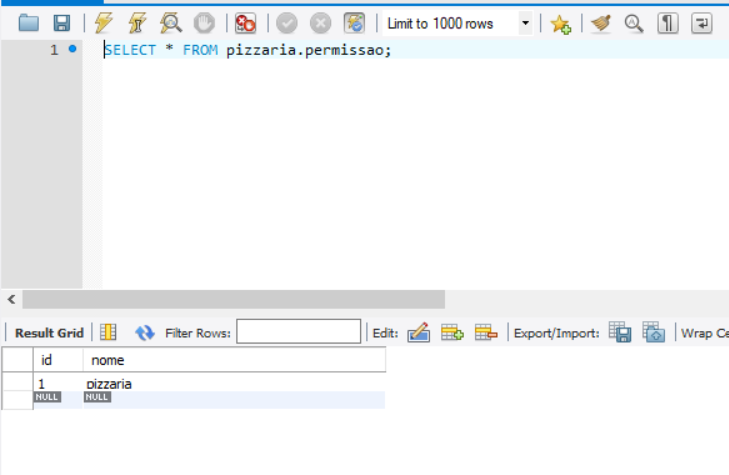 Limit to 1000 rows
1 SELECT * FROM pizzaria.permissao;
Result Grid Filter Rows: Edit: Export/Import: Wrap Ce
id nome
1 pizzaria
NULL NULL